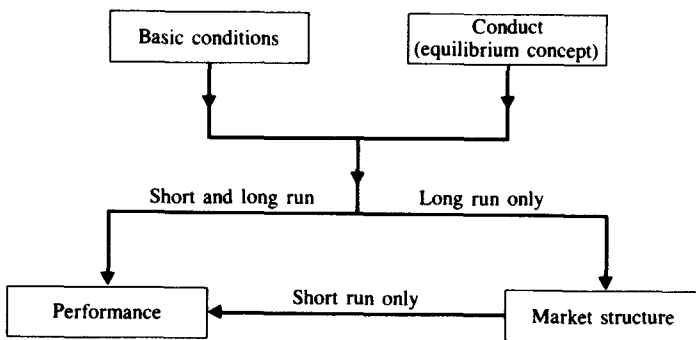 Basic conditions
Conduct
(equilibrium concept)
Short and long run
Long run only
Performance
Short run only
Market structure